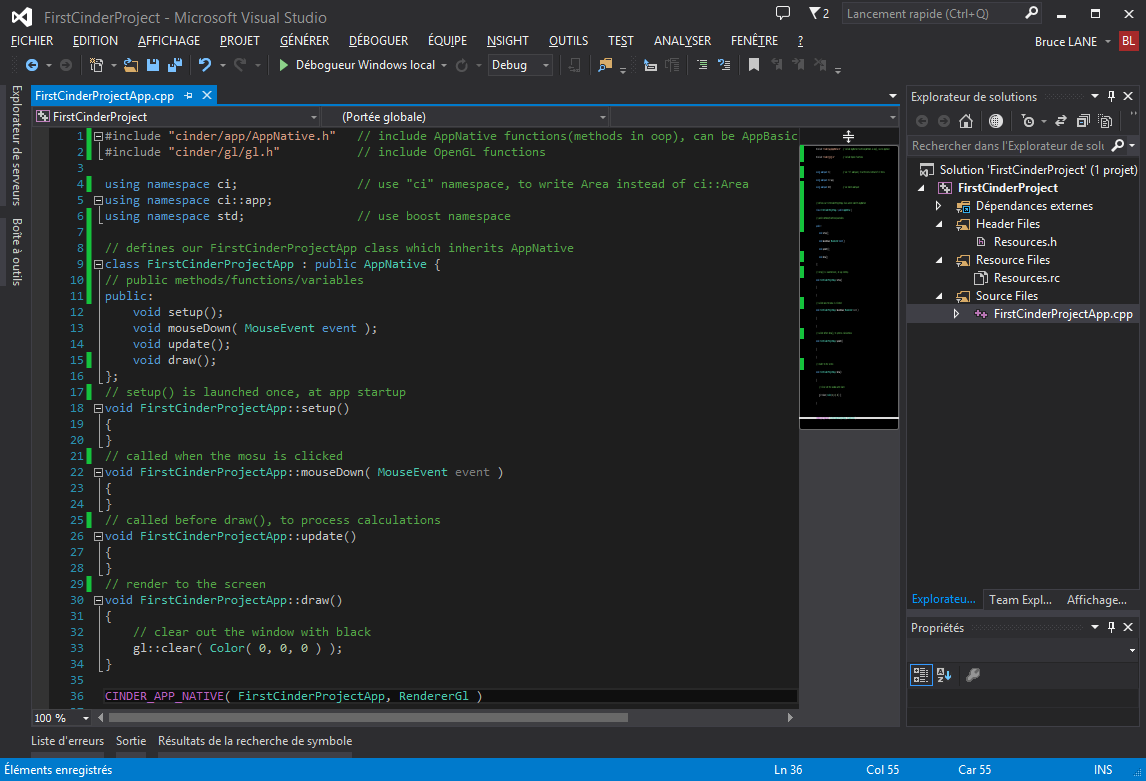 FirstCinderProject - Microsoft Visual Studio
2
Lancement rapide (Ctrl+Q)
FICHIER EDITION AFFICHAGE PROJET GÉNÉRER DÉBOGUER ÉQUIPE NSIGHT OUTILS TEST ANALYSER FENÊTRE ?
Bruce LANE BL
Débogueur Windows local Debug
Explorateur de serveurs
Boîte à outils
FirstCinderProjectApp.cpp
FirstCinderProject (Portée globale)
1 #include "cinder/app/AppNative.h" // include AppNative functions(methods in oop), can be AppBasic
2 #include "cinder/gl/gl.h" // include OpenGL functions
3
4 using namespace ci; // use "ci" namespace, to write Area instead of ci::Area
5 using namespace ci::app;
6 using namespace std; // use boost namespace
7
8 // defines our FirstCinderProjectApp class which inherits AppNative
9 class FirstCinderProjectApp : public AppNative {
10 // public methods/functions/variables
11 public:
12 void setup();
13 void mouseDown( MouseEvent event );
14 void update();
15 void draw();
16 };
17 // setup() is launched once, at app startup
18 void FirstCinderProjectApp::setup()
19 {
20 }
21 // called when the mosu is clicked
22 void FirstCinderProjectApp::mouseDown( MouseEvent event )
23 {
24 }
25 // called before draw(), to process calculations
26 void FirstCinderProjectApp::update()
27 {
28 }
29 // render to the screen
30 void FirstCinderProjectApp::draw()
31 {
32 // clear out the window with black
33 gl::clear( Color( 0, 0, 0 ) );
34 }
35
36 CINDER_APP_NATIVE( FirstCinderProjectApp, RendererGl )
100 %
Explorateur de solutions
Rechercher dans l'Explorateur de solu
Solution 'FirstCinderProject' (1 projet)
FirstCinderProject
Dépendances externes
Header Files
Resources.h
Resource Files
Resources.rc
Source Files
FirstCinderProjectApp.cpp
Explorateu... Team Expl... Affichage...
Propriétés
Liste d'erreurs Sortie Résultats de la recherche de symbole
Éléments enregistrés Ln 36 Col 55 Car 55 INS